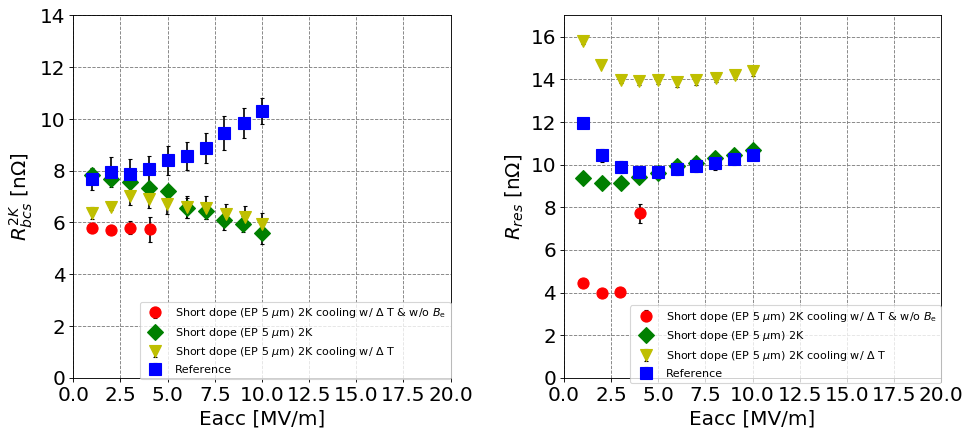 14
12
10
8
6
4
2
0
R_{bcs}^{2K} [nΩ]
Short dope (EP 5 μm) 2K cooling w/ Δ T & w/o B_e
Short dope (EP 5 μm) 2K
Short dope (EP 5 μm) 2K cooling w/ Δ T
Reference
0.0 2.5 5.0 7.5 10.0 12.5 15.0 17.5 20.0
Eacc [MV/m]
16
14
12
10
8
6
4
2
0
R_{res} [nΩ]
Short dope (EP 5 μm) 2K cooling w/ Δ T & w/o B_e
Short dope (EP 5 μm) 2K
Short dope (EP 5 μm) 2K cooling w/ Δ T
Reference
0.0 2.5 5.0 7.5 10.0 12.5 15.0 17.5 20.0
Eacc [MV/m]